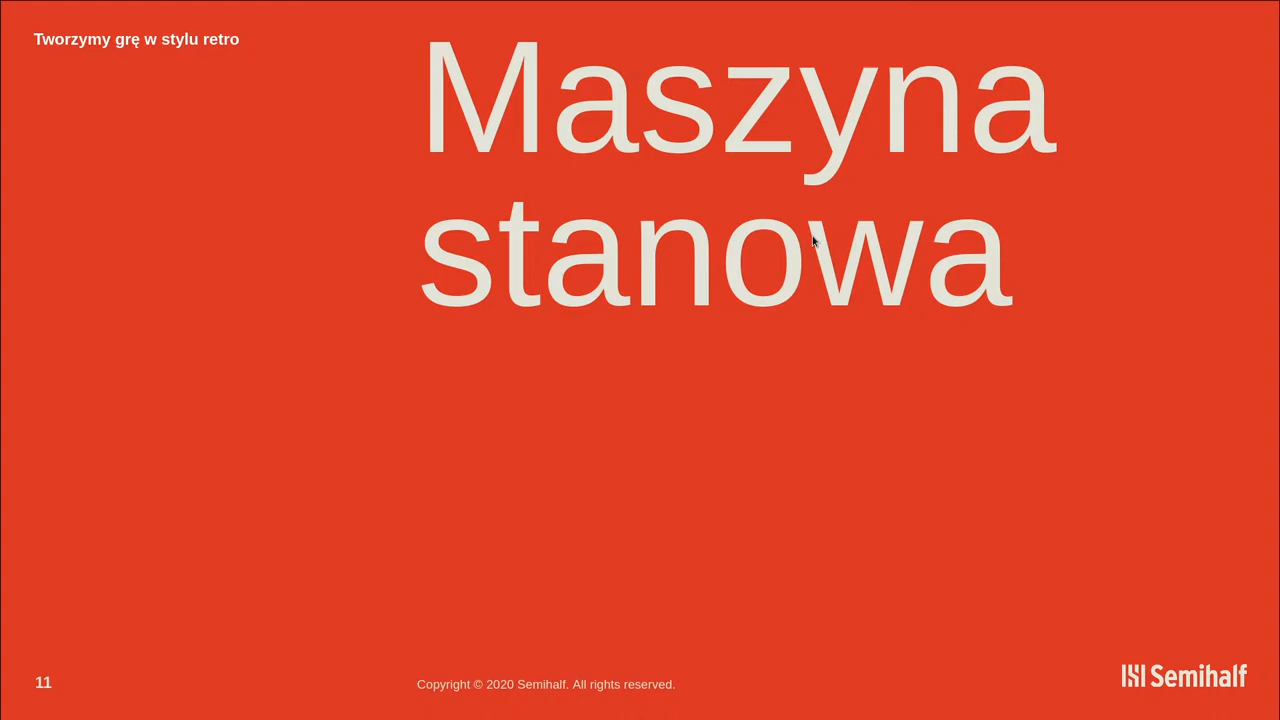 Tworzymy grę w stylu retro
Maszyna
stanowa
11
Copyright © 2020 Semihalf. All rights reserved.
Semihalf